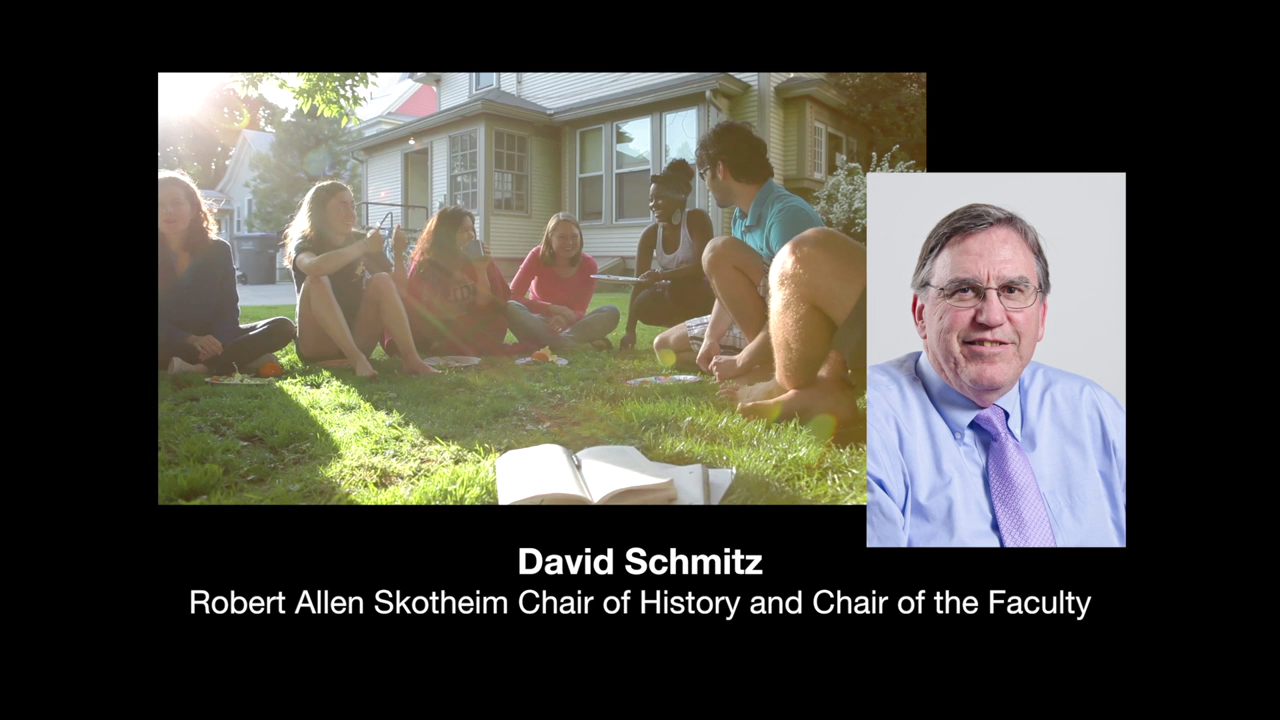 David Schmitz
Robert Allen Skotheim Chair of History and Chair of the Faculty